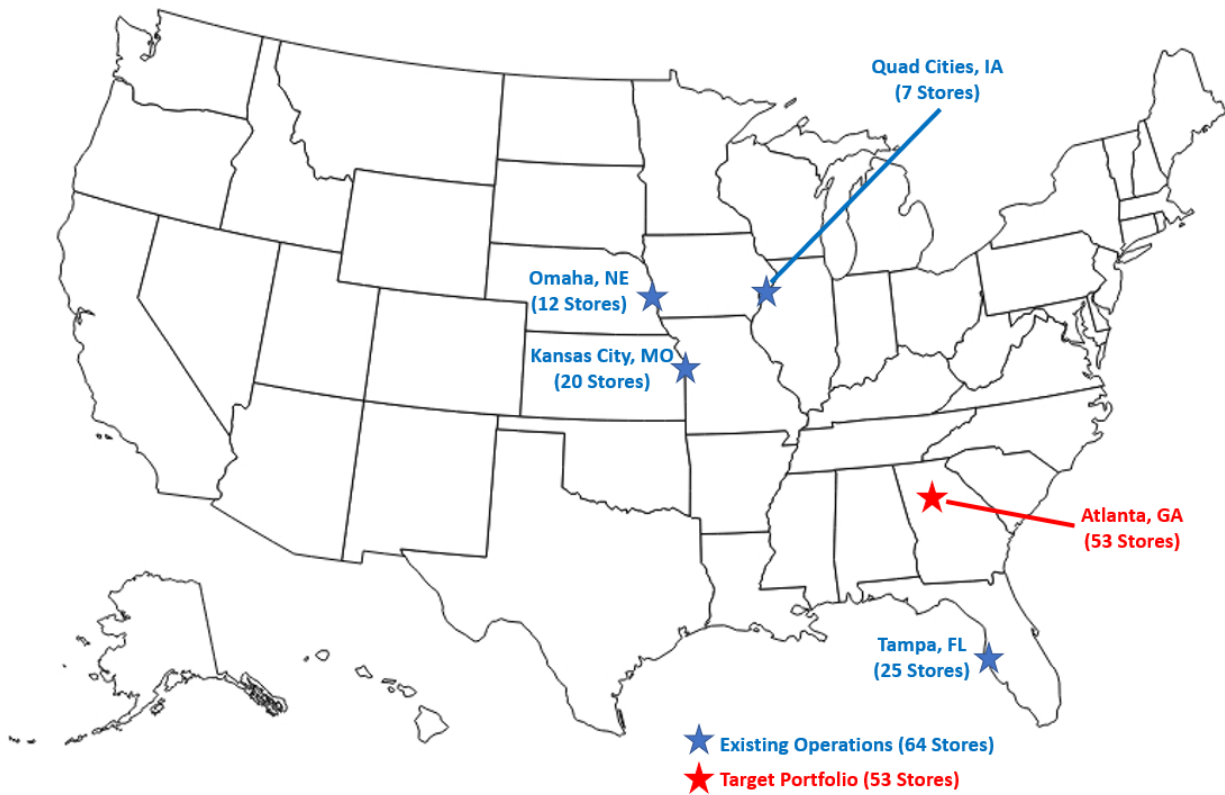 Quad Cities, IA
(7 Stores)
Omaha, NE
(12 Stores)
Kansas City, MO
(20 Stores)
Atlanta, GA
(53 Stores)
Tampa, FL
(25 Stores)
Existing Operations (64 Stores)
Target Portfolio (53 Stores)